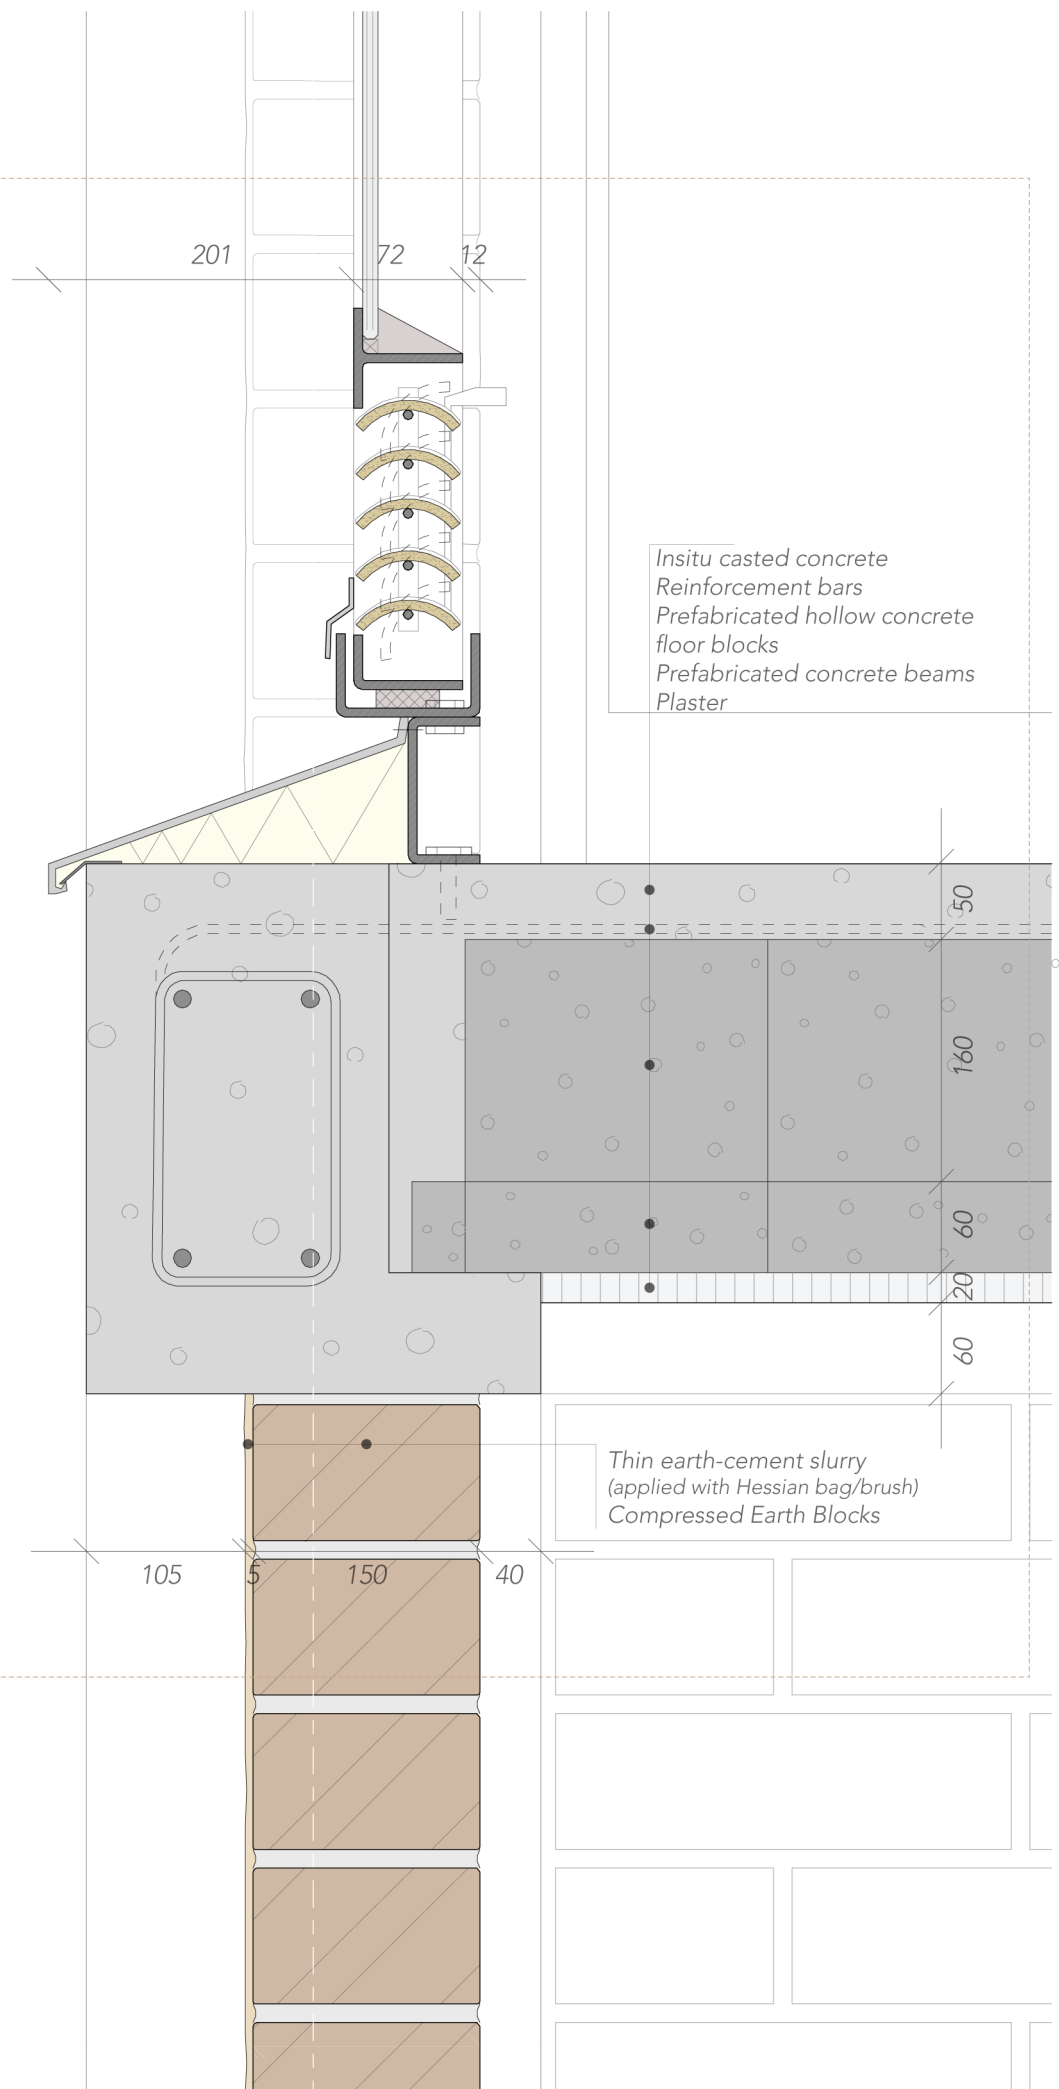 201
72
12
Insitu casted concrete
Reinforcement bars
Prefabricated hollow concrete
floor blocks
Prefabricated concrete beams
Plaster
50
160
60
20
60
Thin earth-cement slurry
(applied with Hessian bag/brush)
Compressed Earth Blocks
105
5
150
40